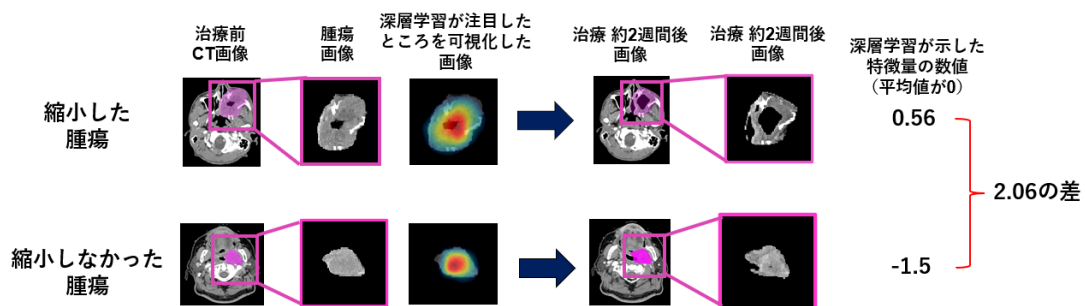 治療前
CT画像
腫瘍
画像
深層学習が注目した
ところを可視化した
画像
治療 約2週間後
画像
治療 約2週間後
画像
深層学習が示した
特徴量の数値
（平均値が0）
縮小した
腫瘍
0.56
2.06の差
縮小しなかった
腫瘍
-1.5